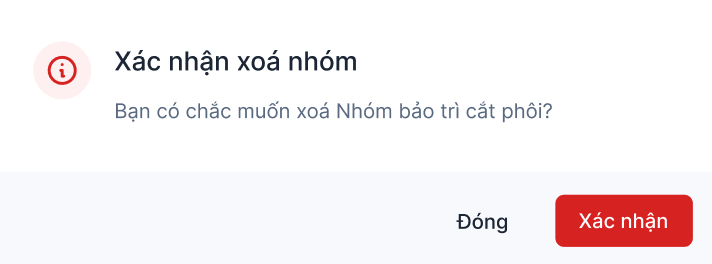 Xác nhận xoá nhóm
Bạn có chắc muốn xoá Nhóm bảo trì cắt phôi?
Đóng
Xác nhận